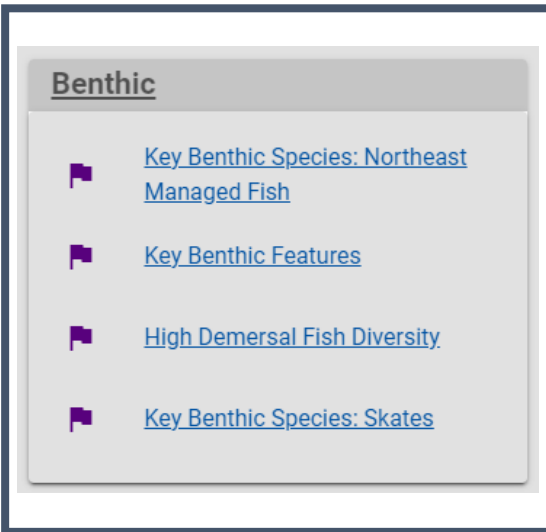 Benthic
Key Benthic Species: Northeast
Managed Fish
Key Benthic Features
High Demersal Fish Diversity
Key Benthic Species: Skates